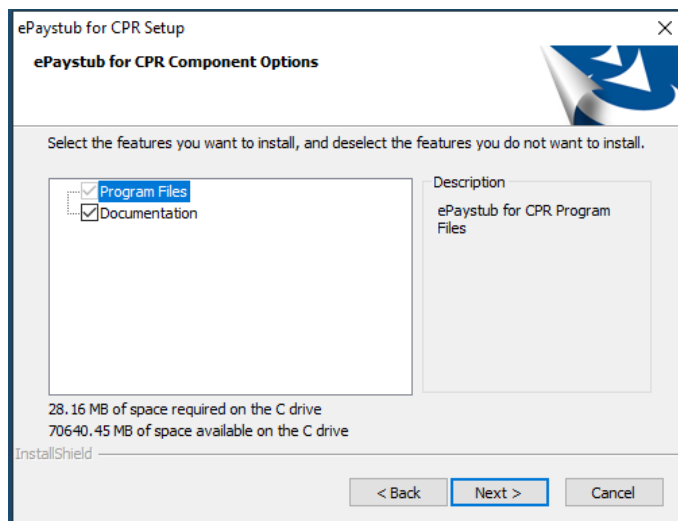 ePaystub for CPR Setup
ePaystub for CPR Component Options
Select the features you want to install, and deselect the features you do not want to install.
Program Files
Documentation
Description
ePaystub for CPR Program
Files
28.16 MB of space required on the C drive
70640.45 MB of space available on the C drive
InstallShield
< Back
Next >
Cancel